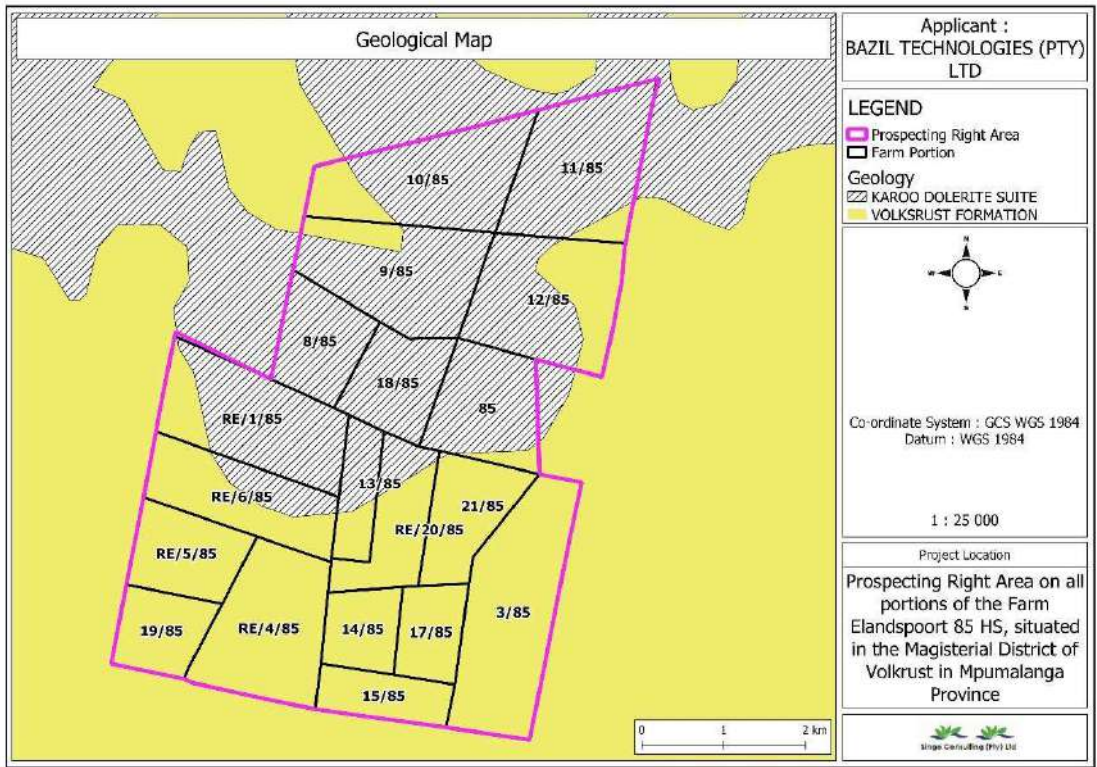 Geological Map
10/85
11/85
9/85
12/85
8/85
18/85
85
RE/1/85
13/85
RE/6/85
21/85
RE/20/85
RE/5/85
19/85
RE/4/85
14/85
17/85
3/85
15/85
0 1 2 km
Applicant :
BAZIL TECHNOLOGIES (PTY)
LTD
LEGEND
Prospecting Right Area
Farm Portion
Geology
KAROO DOLERITE SUITE
VOLKSRUST FORMATION
N
W E
S
Co-ordinate System : GCS WGS 1984
Datum : WGS 1984
1 : 25 000
Project Location
Prospecting Right Area on all
portions of the Farm
Elandspoort 85 HS, situated
in the Magisterial District of
Volkrust in Mpumalanga
Province
Singo Consulting (Pty) Ltd